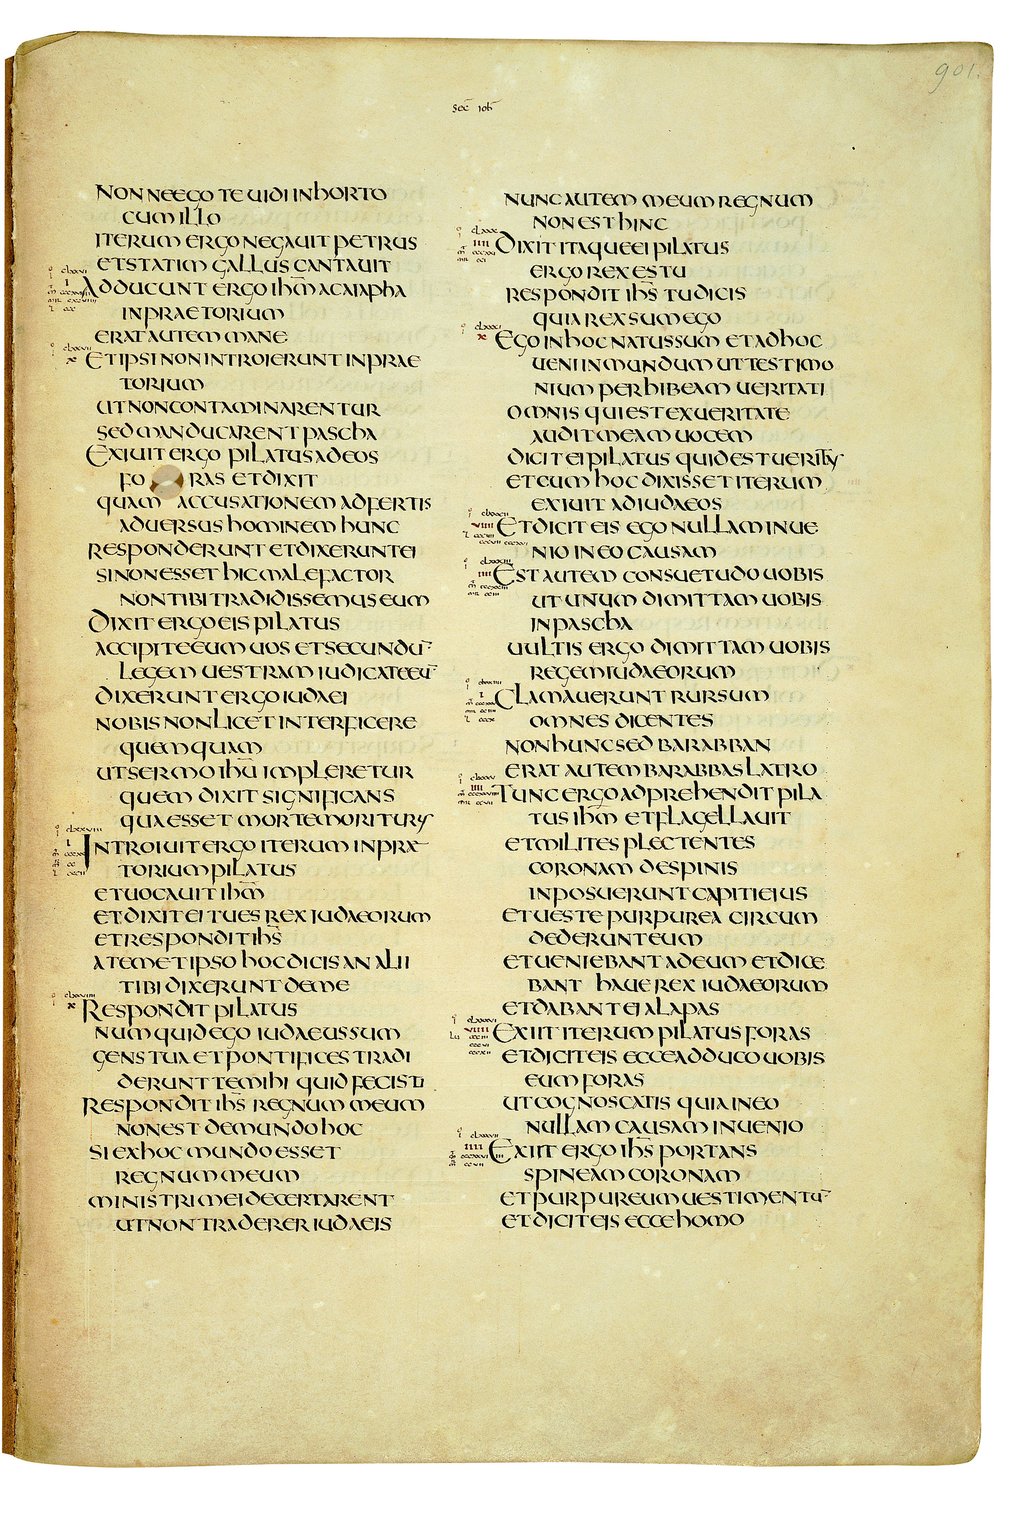 901.
sec ioh
NON NE EGO TE UIDI IN HORTO
CUM ILLO
ITERUM ERGO NEGAUIT PETRUS
ET STATIM GALLUS CANTAUIT
ADDUCUNT ERGO IHM̅ A CAIAPHA
IN PRAETORIUM
ERAT AUTEM MANE
ET IPSI NON INTROIERUNT IN PRAE
TORIUM
UT NON CONTAMINARENTUR
SED MANDUCARENT PASCHA
EXIUIT ERGO PILATUS AD EOS
FORAS ET DIXIT
QUAM ACCUSATIONEM ADFERTIS
ADUERSUS HOMINEM HUNC
RESPONDERUNT ET DIXERUNT EI
SI NON ESSET HIC MALEFACTOR
NON TIBI TRADIDISSEMUS EUM
DIXIT ERGO EIS PILATUS
ACCIPITE EUM UOS ET SECUNDU̅
LEGEM UESTRAM IUDICATE EU̅
DIXERUNT ERGO IUDAEI
NOBIS NON LICET INTERFICERE
QUEMQUAM
UT SERMO IHU̅ IMPLERETUR
QUEM DIXIT SIGNIFICANS
QUA ESSET MORTE MORITURUS
INTROIUIT ERGO ITERUM IN PRAE
TORIUM PILATUS
ET UOCAUIT IHM̅
ET DIXIT EI TU ES REX IUDAEORUM
ET RESPONDIT IHS̅
A TEMET IPSO HOC DICIS AN ALII
TIBI DIXERUNT DE ME
RESPONDIT PILATUS
NUMQUID EGO IUDAEUS SUM
GENS TUA ET PONTIFICES TRADI
DERUNT TE MIHI QUID FECISTI
RESPONDIT IHS̅ REGNUM MEUM
NON EST DE MUNDO HOC
SI EX HOC MUNDO ESSET
REGNUM MEUM
MINISTRI MEI DECERTARENT
UT NON TRADERER IUDAEIS
NUNC AUTEM MEUM REGNUM
NON EST HINC
DIXIT ITAQUE EI PILATUS
ERGO REX ES TU
RESPONDIT IHS̅ TU DICIS
QUIA REX SUM EGO
EGO IN HOC NATUS SUM ET AD HOC
UENI IN MUNDUM UT TESTIMO
NIUM PERHIBEAM UERITATI
OMNIS QUI EST EX UERITATE
AUDIT MEAM UOCEM
DICIT EI PILATUS QUID EST UERITAS
ET CUM HOC DIXISSET ITERUM
EXIUIT AD IUDAEOS
ET DICIT EIS EGO NULLAM INUE
NIO IN EO CAUSAM
EST AUTEM CONSUETUDO UOBIS
UT UNUM DIMITTAM UOBIS
IN PASCHA
UULTIS ERGO DIMITTAM UOBIS
REGEM IUDAEORUM
CLAMAUERUNT RURSUM
OMNES DICENTES
NON HUNC SED BARABBAN
ERAT AUTEM BARABBAS LATRO
TUNC ERGO ADPREHENDIT PILA
TUS IHM̅ ET FLAGELLAUIT
ET MILITES PLECTENTES
CORONAM DE SPINIS
INPOSUERUNT CAPITI EIUS
ET UESTE PURPUREA CIRCUM
DEDERUNT EUM
ET UENIEBANT AD EUM ET DICE
BANT HAUE REX IUDAEORUM
ET DABANT EI ALAPAS
EXIIT ITERUM PILATUS FORAS
ET DICIT EIS ECCE ADDUCO UOBIS
EUM FORAS
UT COGNOSCATIS QUIA IN EO
NULLAM CAUSAM INUENIO
EXIIT ERGO IHS̅ PORTANS
SPINEAM CORONAM
ET PURPUREUM UESTIMENTU̅
ET DICIT EIS ECCE HOMO